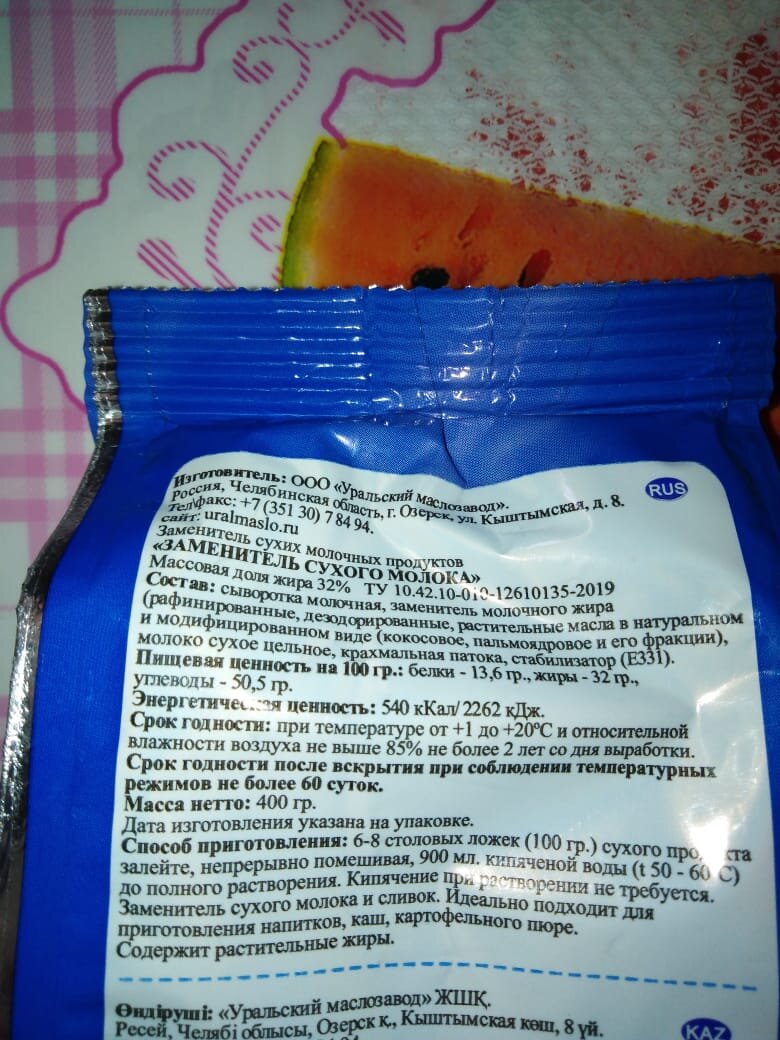 Изготовитель: ООО «Уральский маслозавод».
RUS
Россия, Челябинская область, г. Озерск, ул. Кыштымская, д. 8.
Тел\факс: +7 (351 30) 7 84 94.
сайт: uralmaslo.ru
Заменитель сухих молочных продуктов
«ЗАМЕНИТЕЛЬ СУХОГО МОЛОКА»
Массовая доля жира 32% ТУ 10.42.10-010-12610135-2019
Состав: сыворотка молочная, заменитель молочного жира
(рафинированные, дезодорированные, растительные масла в натуральном
и модифицированном виде (кокосовое, пальмоядровое и его фракции),
молоко сухое цельное, крахмальная патока, стабилизатор (Е331).
Пищевая ценность на 100 гр.: белки - 13,6 гр., жиры - 32 гр.,
углеводы - 50,5 гр.
Энергетическая ценность: 540 кКал/ 2262 кДж.
Срок годности: при температуре от +1 до +20°С и относительной
влажности воздуха не выше 85% не более 2 лет со дня выработки.
Срок годности после вскрытия при соблюдении температурных
режимов не более 60 суток.
Масса нетто: 400 гр.
Дата изготовления указана на упаковке.
Способ приготовления: 6-8 столовых ложек (100 гр.) сухого продукта
залейте, непрерывно помешивая, 900 мл. кипяченой воды (t 50 - 60°С)
до полного растворения. Кипячение при растворении не требуется.
Заменитель сухого молока и сливок. Идеально подходит для
приготовления напитков, каш, картофельного пюре.
Содержит растительные жиры.
Өндіруші: «Уральский маслозавод» ЖШҚ.
Ресей, Челябі облысы, Озерск қ., Кыштымская көш, 8 үй.
KAZ